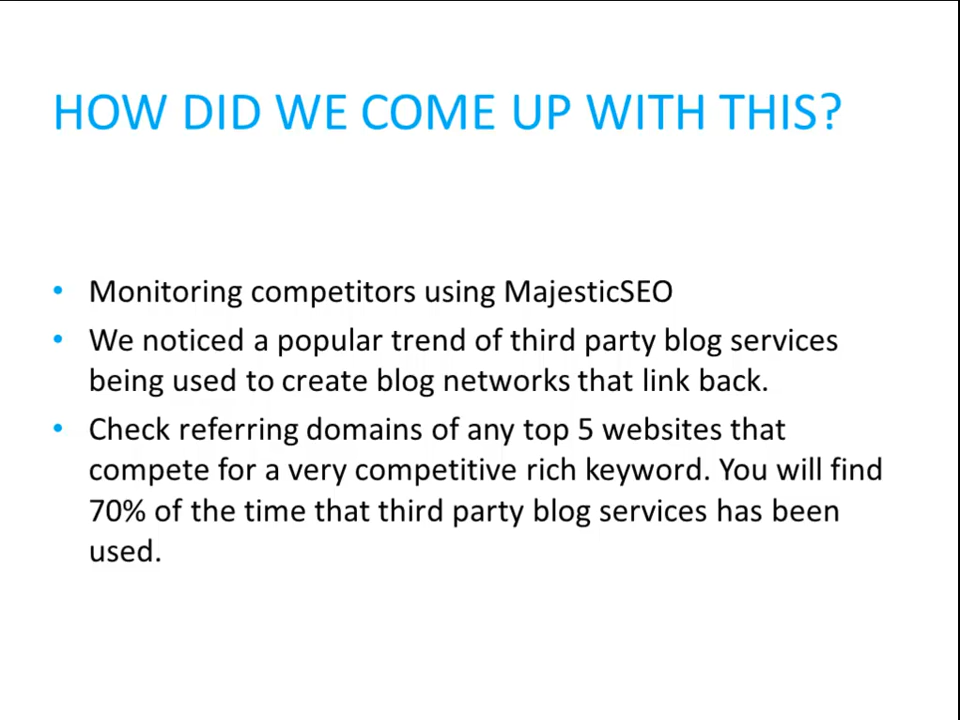 HOW DID WE COME UP WITH THIS?
• Monitoring competitors using MajesticSEO
• We noticed a popular trend of third party blog services
being used to create blog networks that link back.
• Check referring domains of any top 5 websites that
compete for a very competitive rich keyword. You will find
70% of the time that third party blog services has been
used.